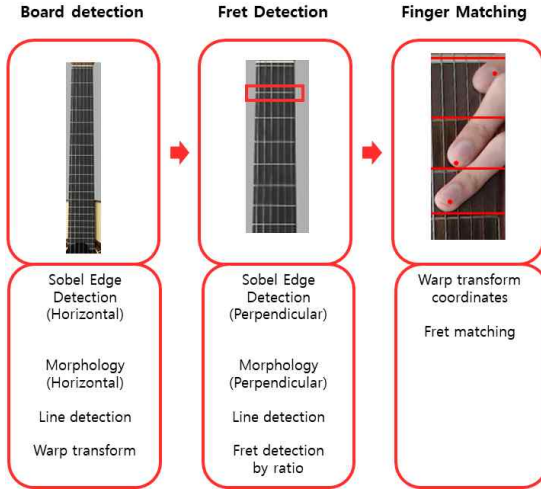 Board detection
Fret Detection
Finger Matching
Sobel Edge
Detection
(Horizontal)
Morphology
(Horizontal)
Line detection
Warp transform
Sobel Edge
Detection
(Perpendicular)
Morphology
(Perpendicular)
Line detection
Fret detection
by ratio
Warp transform
coordinates
Fret matching